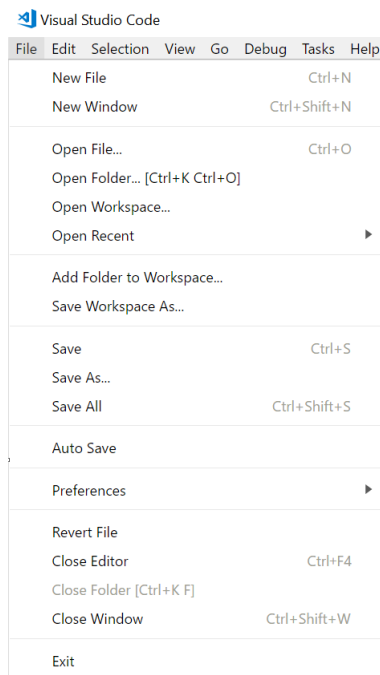 Visual Studio Code
File Edit Selection View Go Debug Tasks Help
New File Ctrl+N
New Window Ctrl+Shift+N
Open File... Ctrl+O
Open Folder... [Ctrl+K Ctrl+O]
Open Workspace...
Open Recent
Add Folder to Workspace...
Save Workspace As...
Save Ctrl+S
Save As...
Save All Ctrl+Shift+S
Auto Save
Preferences
Revert File
Close Editor Ctrl+F4
Close Folder [Ctrl+K F]
Close Window Ctrl+Shift+W
Exit